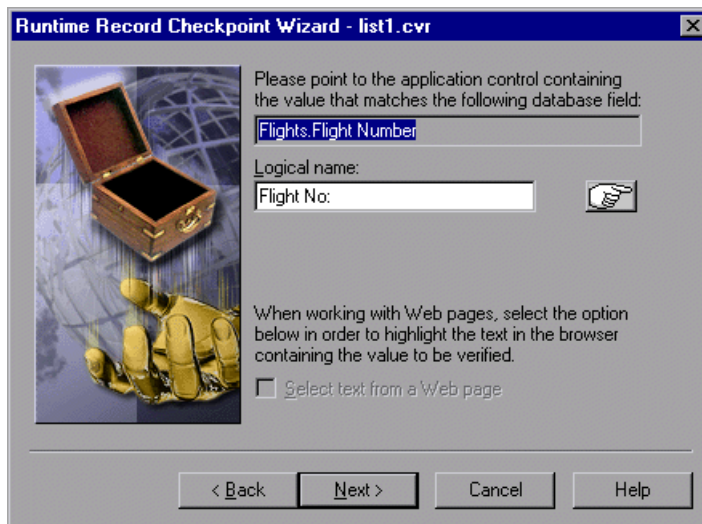 Runtime Record Checkpoint Wizard - list1.cvr
Please point to the application control containing
the value that matches the following database field:
Flights.Flight Number
Logical name:
Flight No:
When working with Web pages, select the option
below in order to highlight the text in the browser
containing the value to be verified.
Select text from a Web page
< Back Next > Cancel Help